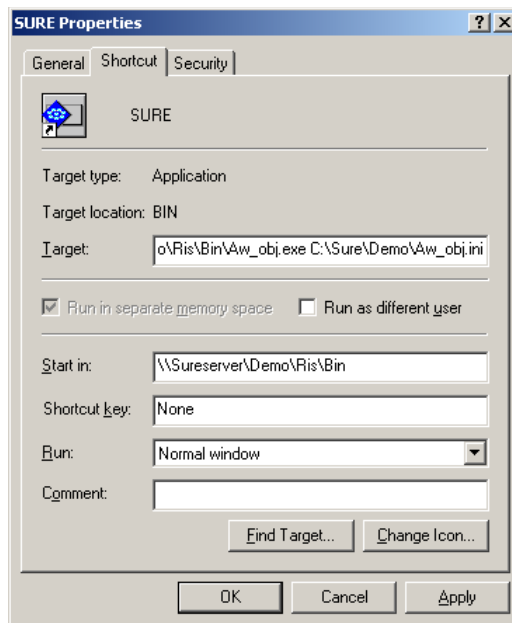 SURE Properties
General Shortcut Security
SURE
Target type: Application
Target location: BIN
Target: o\Ris\Bin\Aw_obj.exe C:\Sure\Demo\Aw_obj.ini
Run in separate memory space Run as different user
Start in: \\Sureserver\Demo\Ris\Bin
Shortcut key: None
Run: Normal window
Comment:
Find Target... Change Icon...
OK Cancel Apply